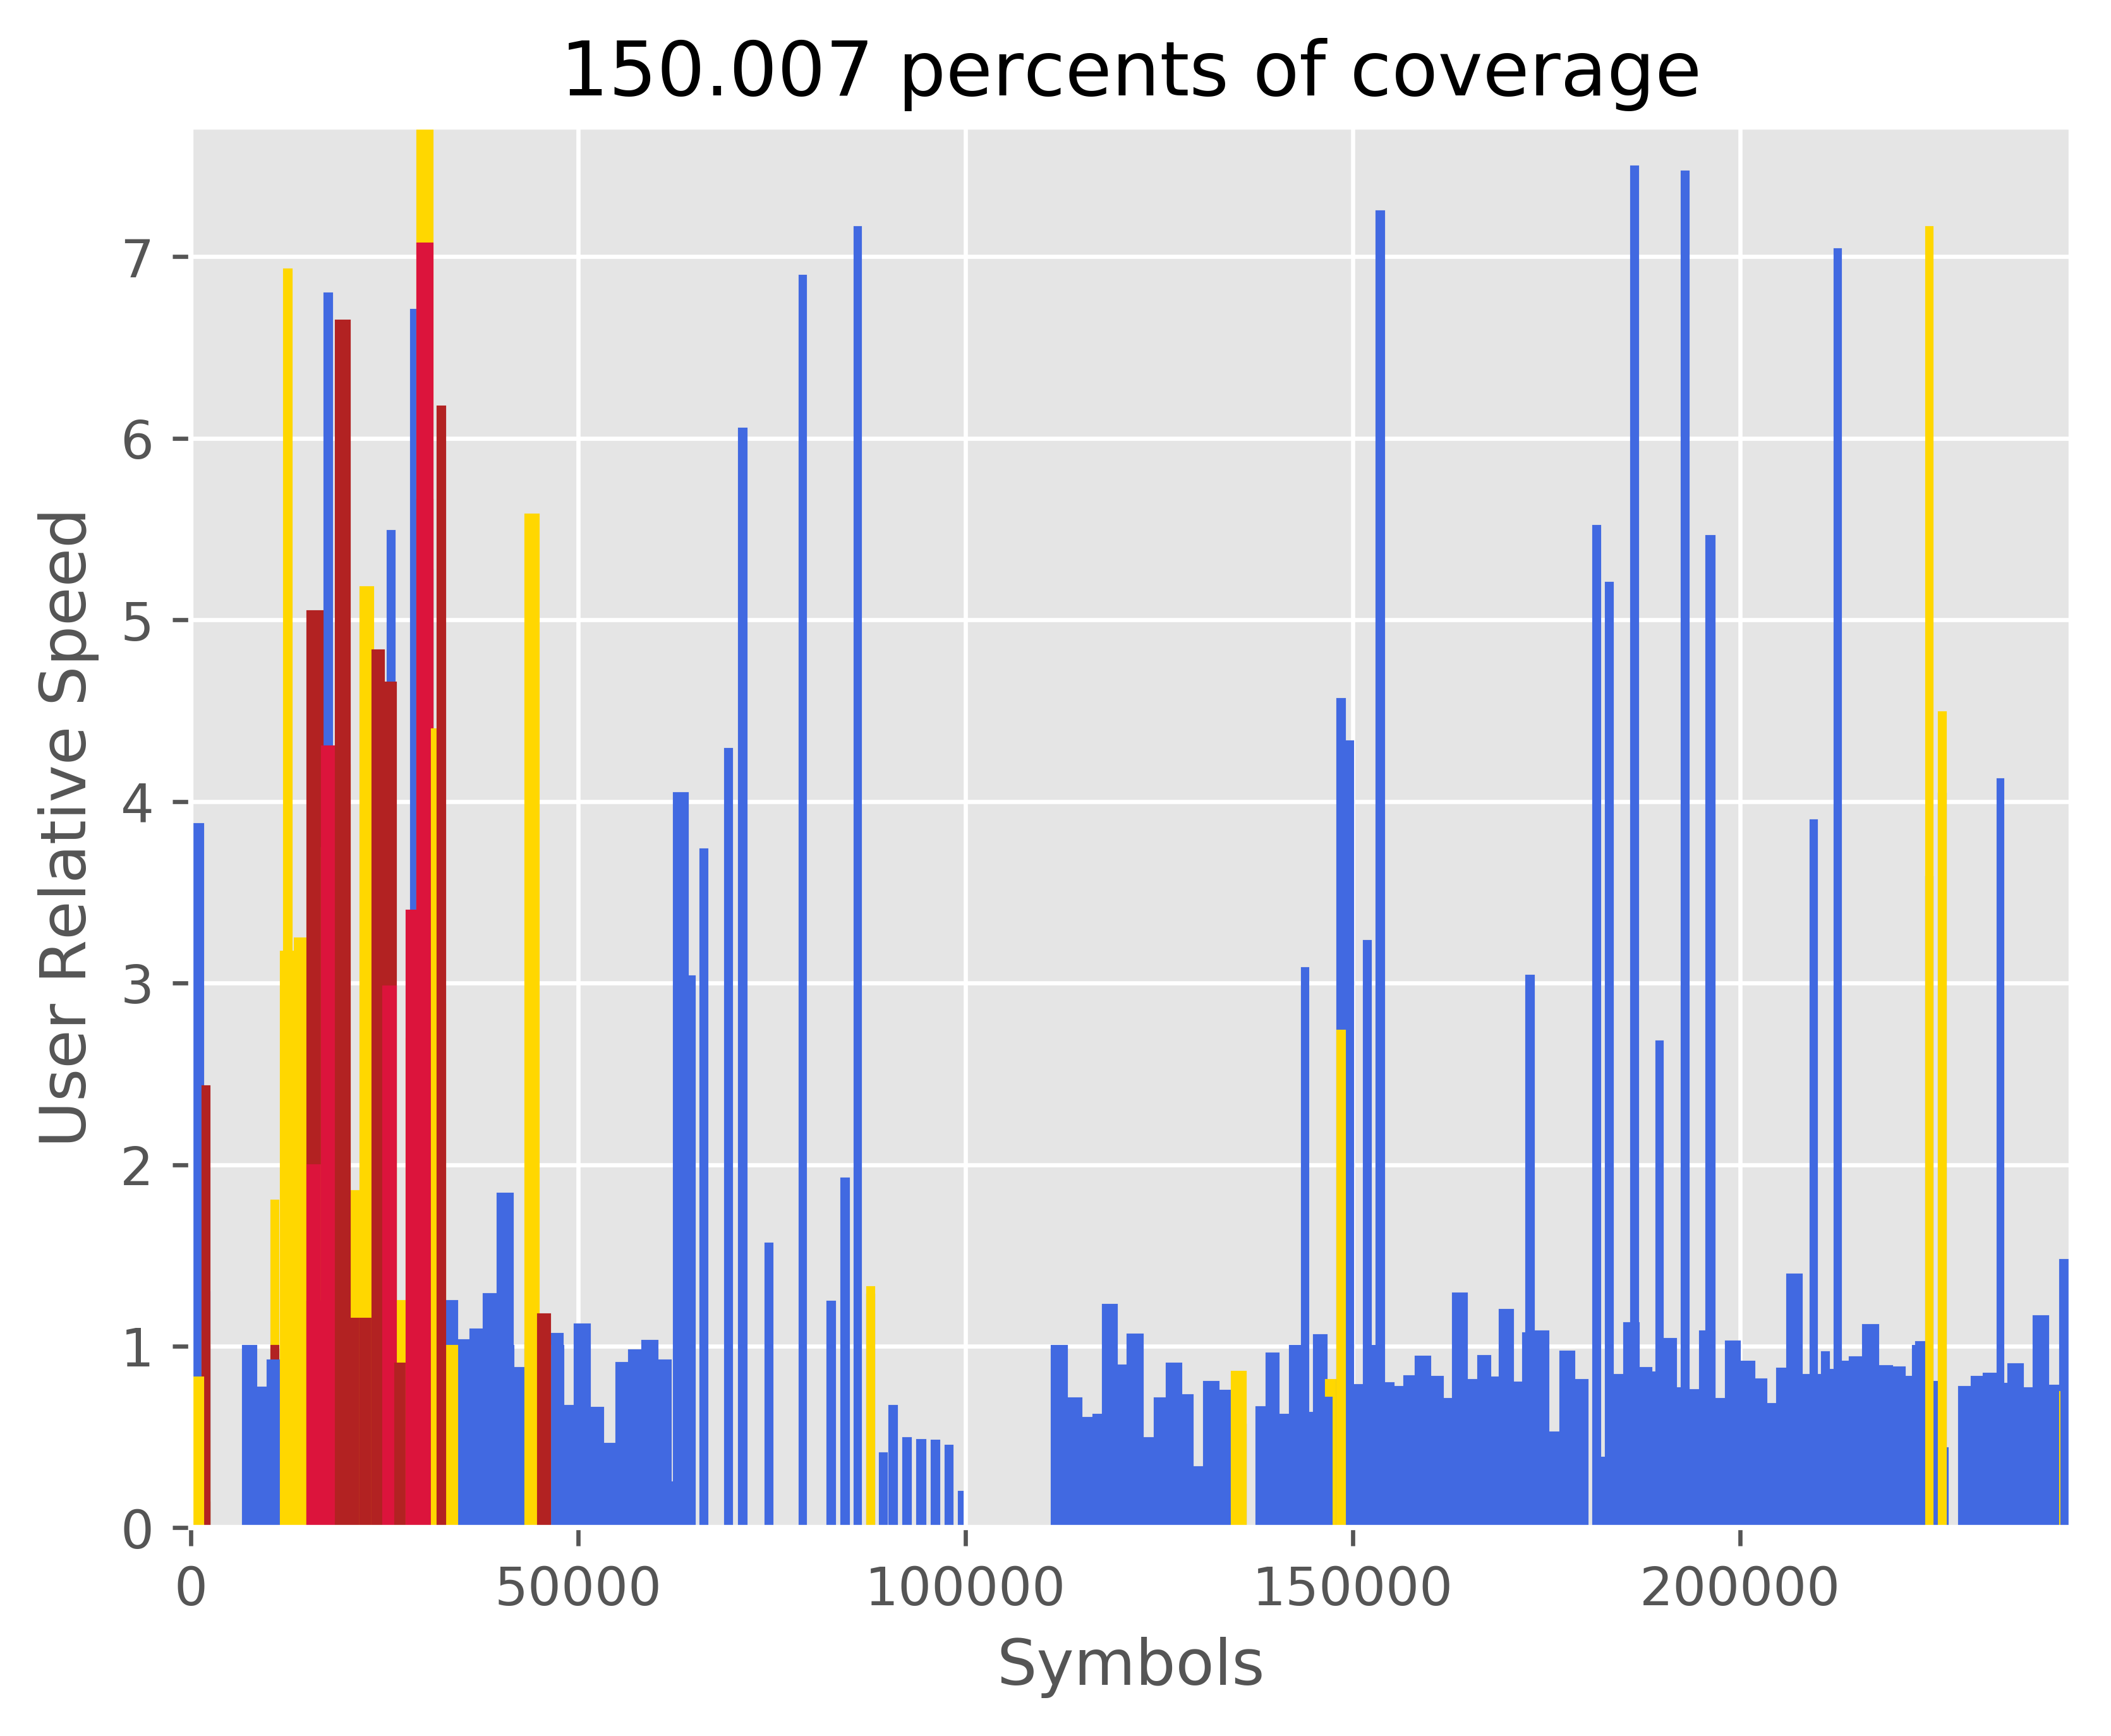 150.007 percents of coverage
User Relative Speed
7
6
5
4
3
2
1
0
0 50000 100000 150000 200000
Symbols